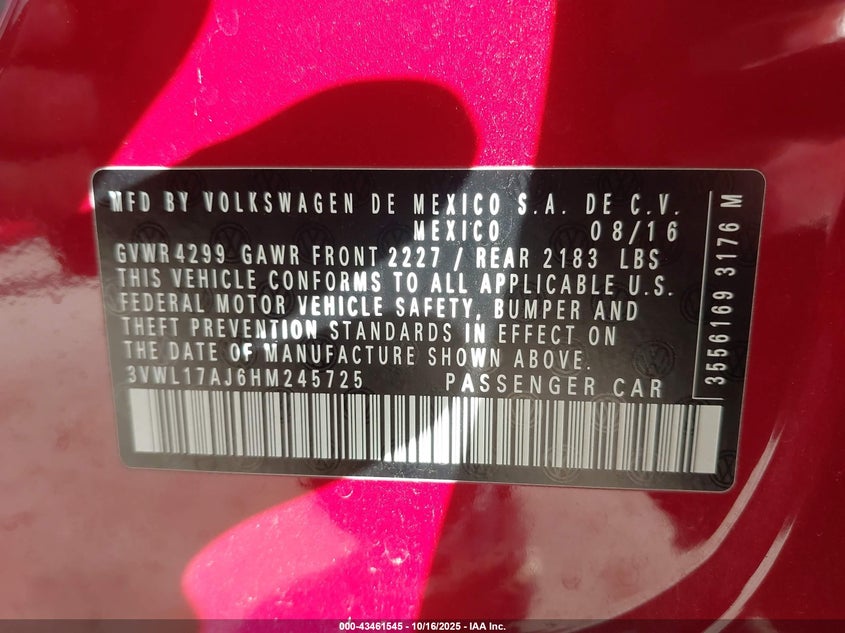 MFD BY VOLKSWAGEN DE MEXICO S.A. DE C.V.
MEXICO 08/16
GVWR 4299 GAWR FRONT 2227 / REAR 2183 LBS
THIS VEHICLE CONFORMS TO ALL APPLICABLE U.S.
FEDERAL MOTOR VEHICLE SAFETY, BUMPER AND
THEFT PREVENTION STANDARDS IN EFFECT ON
THE DATE OF MANUFACTURE SHOWN ABOVE.
3VWL17AJ6HM245725 PASSENGER CAR
3556169 3176 M
000-43461545 - 10/16/2025 - IAA Inc.